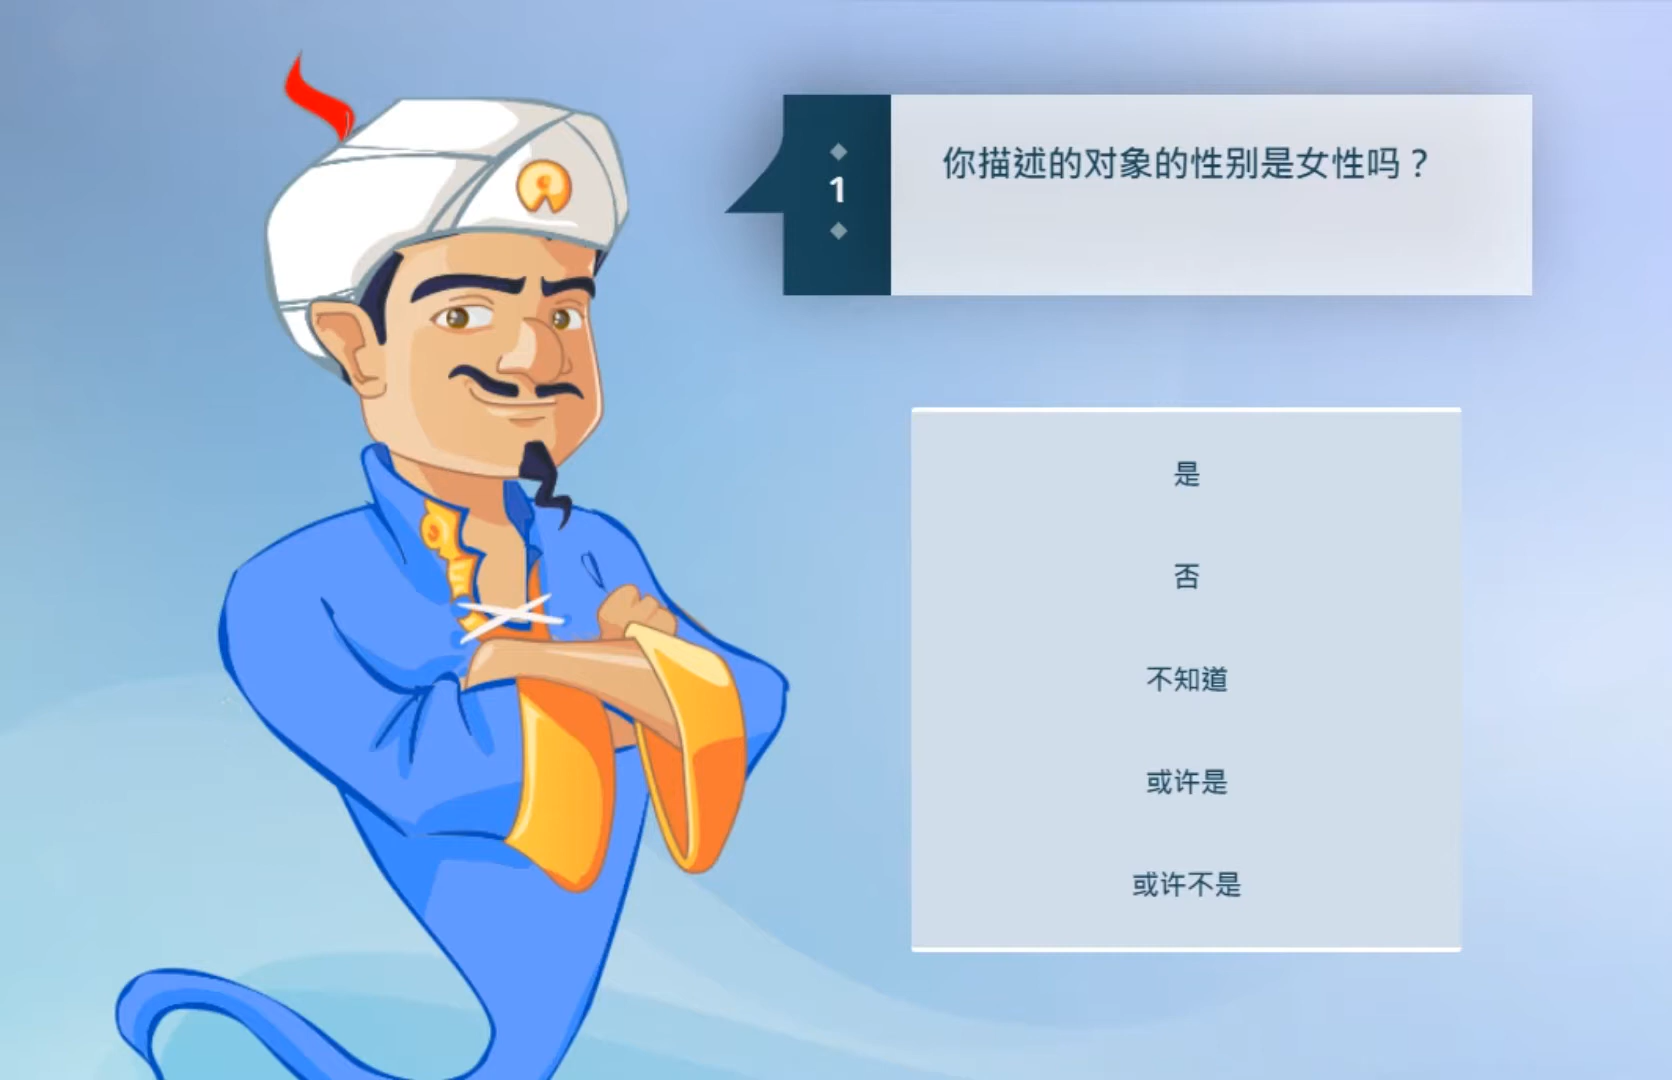 1
你描述的对象的性别是女性吗？
是
否
不知道
或许是
或许不是